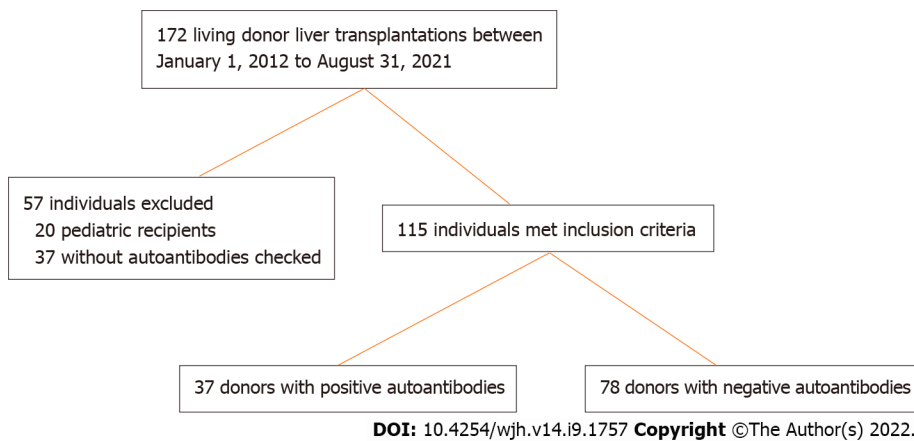 172 living donor liver transplantations between
January 1, 2012 to August 31, 2021
57 individuals excluded
20 pediatric recipients
37 without autoantibodies checked
115 individuals met inclusion criteria
37 donors with positive autoantibodies
78 donors with negative autoantibodies
DOI: 10.4254/wjh.v14.i9.1757 Copyright ©The Author(s) 2022.